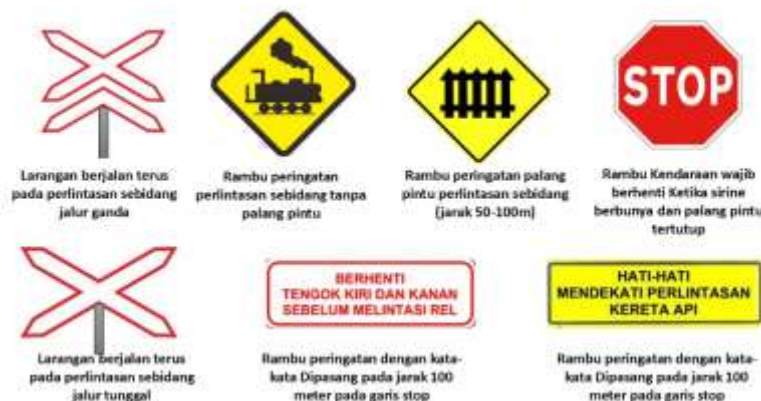 STOP
Larangan berjalan terus
pada perlintasan sebidang
jalur ganda
Rambu peringatan
perlintasan sebidang tanpa
palang pintu
Rambu peringatan palang
pintu perlintasan sebidang
(jarak 50-100m)
Rambu Kendaraan wajib
berhenti Ketika sirine
berbunya dan palang pintu
tertutup
BERHENTI
TENGOK KIRI DAN KANAN
SEBELUM MELINTASI REL
HATI-HATI
MENDEKATI PERLINTASAN
KERETA API
Larangan berjalan terus
pada perlintasan sebidang
jalur tunggal
Rambu peringatan dengan kata-
kata Dipasang pada jarak 100
meter pada garis stop
Rambu peringatan dengan kata-
kata Dipasang pada jarak 100
meter pada garis stop